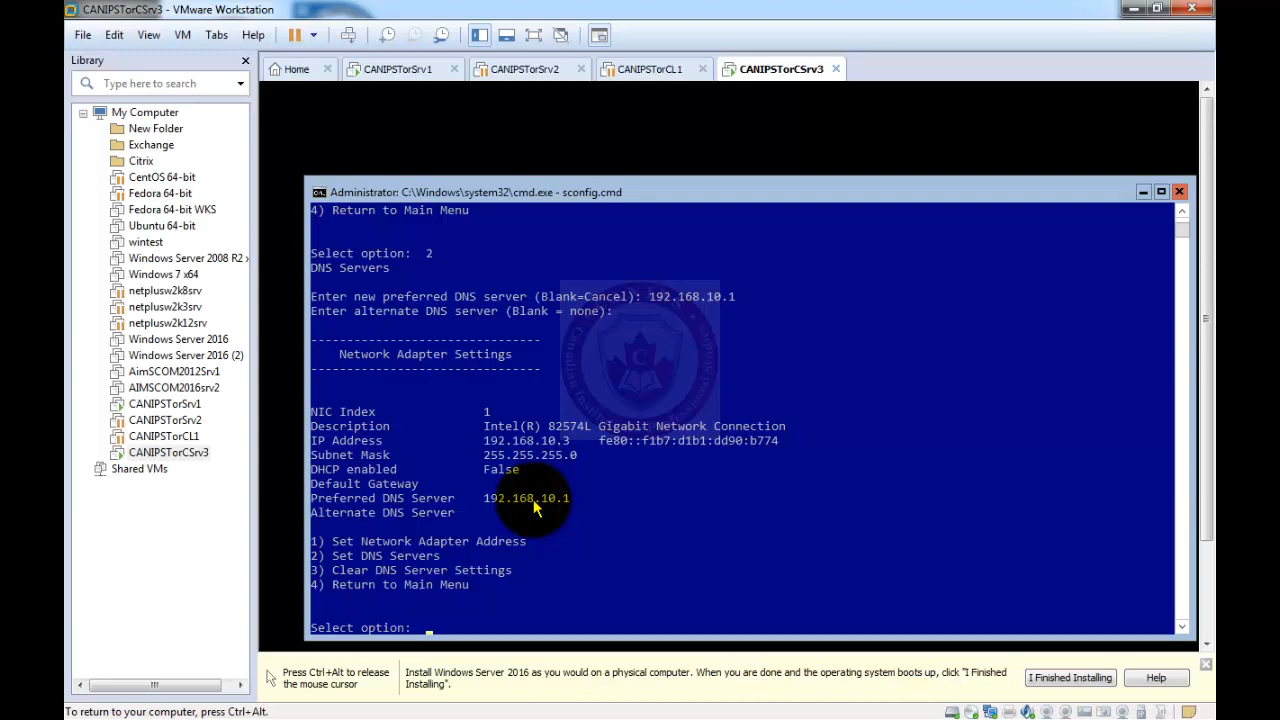 CANIPSTorCSrv3 - VMware Workstation
File Edit View VM Tabs Help
Library
Type here to search
Home CANIPSTorSrv1 CANIPSTorSrv2 CANIPSTorCL1 CANIPSTorCSrv3
My Computer
New Folder
Exchange
Citrix
CentOS 64-bit
Fedora 64-bit
Fedora 64-bit WKS
Ubuntu 64-bit
wintest
Windows Server 2008 R2 x
Windows 7 x64
netplusw2k8srv
netplusw2k3srv
netplusw2k12srv
Windows Server 2016
Windows Server 2016 (2)
AimSCOM2012Srv1
AIMSCOM2016srv2
CANIPSTorSrv1
CANIPSTorSrv2
CANIPSTorCL1
CANIPSTorCSrv3
Shared VMs
Administrator: C:\Windows\system32\cmd.exe - sconfig.cmd
4) Return to Main Menu
Select option: 2
DNS Servers
Enter new preferred DNS server (Blank=Cancel): 192.168.10.1
Enter alternate DNS server (Blank = none):
--------------------------------
Network Adapter Settings
--------------------------------
NIC Index 1
Description Intel(R) 82574L Gigabit Network Connection
IP Address 192.168.10.3 fe80::f1b7:d1b1:dd90:b774
Subnet Mask 255.255.255.0
DHCP enabled False
Default Gateway
Preferred DNS Server 192.168.10.1
Alternate DNS Server
1) Set Network Adapter Address
2) Set DNS Servers
3) Clear DNS Server Settings
4) Return to Main Menu
Select option:
Press Ctrl+Alt to release
the mouse cursor
Install Windows Server 2016 as you would on a physical computer. When you are done and the operating system boots up, click "I Finished
Installing".
I Finished Installing
Help
To return to your computer, press Ctrl+Alt.